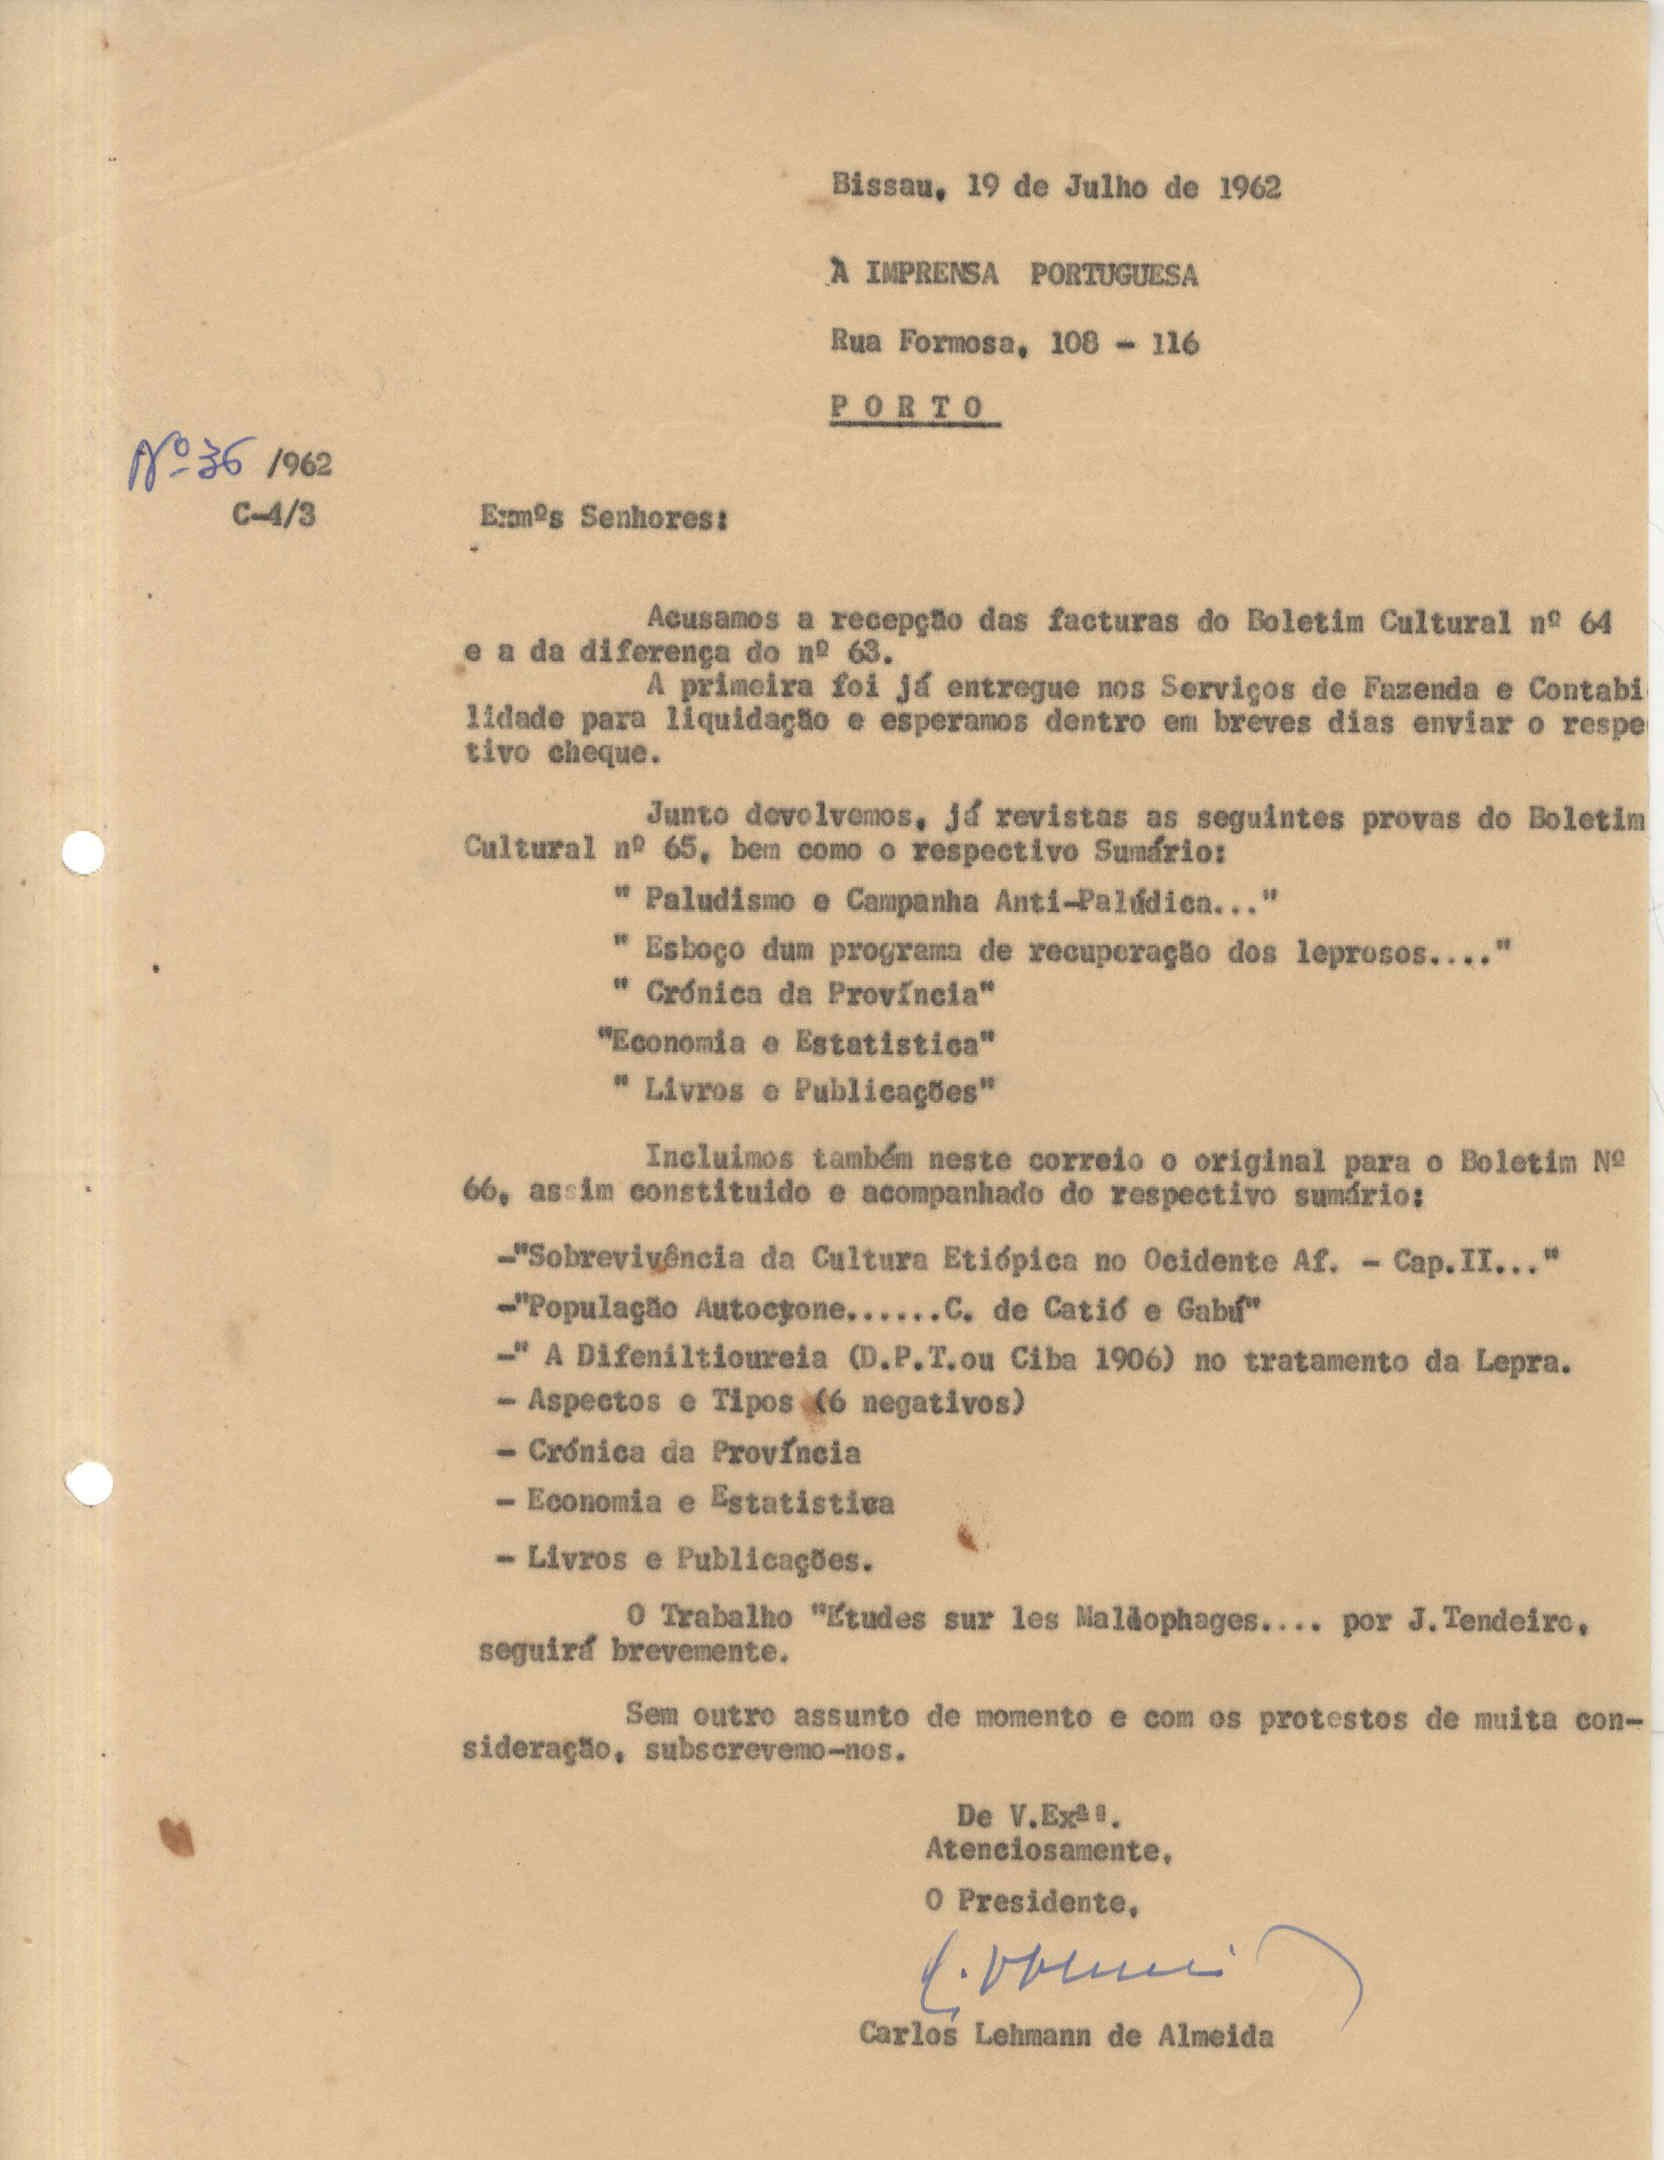 Bissau, 19 de Julho de 1962
À IMPRENSA PORTUGUESA
Rua Formosa, 108 - 116
P O R T O
Nº 36 /962
C-4/3
Exmºs Senhores:
Acusamos a recepção das facturas do Boletim Cultural nº 64
e a da diferença do nº 63.
A primeira foi já entregue nos Serviços de Fazenda e Contabi
lidade para liquidação e esperamos dentro em breves dias enviar o respe
tivo cheque.
Junto devolvemos, já revistas as seguintes provas do Boletim
Cultural nº 65, bem como o respectivo Sumário:
" Paludismo e Campanha Anti-Palúdica..."
" Esboço dum programa de recuperação dos leprosos...."
" Crónica da Província"
"Economia e Estatistica"
" Livros e Publicações"
Incluimos também neste correio o original para o Boletim Nº
66, assim constituido e acompanhado do respectivo sumário:
-"Sobrevivência da Cultura Etiópica no Ocidente Af. - Cap.II..."
-"População Autoctone......C. de Catió e Gabú"
-" A Difeniltioureia (D.P.T.ou Ciba 1906) no tratamento da Lepra.
- Aspectos e Tipos (6 negativos)
- Crónica da Província
- Economia e Estatistica
- Livros e Publicações.
O Trabalho "Études sur les Mallophages.... por J.Tendeiro,
seguirá brevemente.
Sem outro assunto de momento e com os protestos de muita con-
sideração, subscrevemo-nos.
De V.Exªs.
Atenciosamente,
O Presidente,
Carlos Lehmann de Almeida